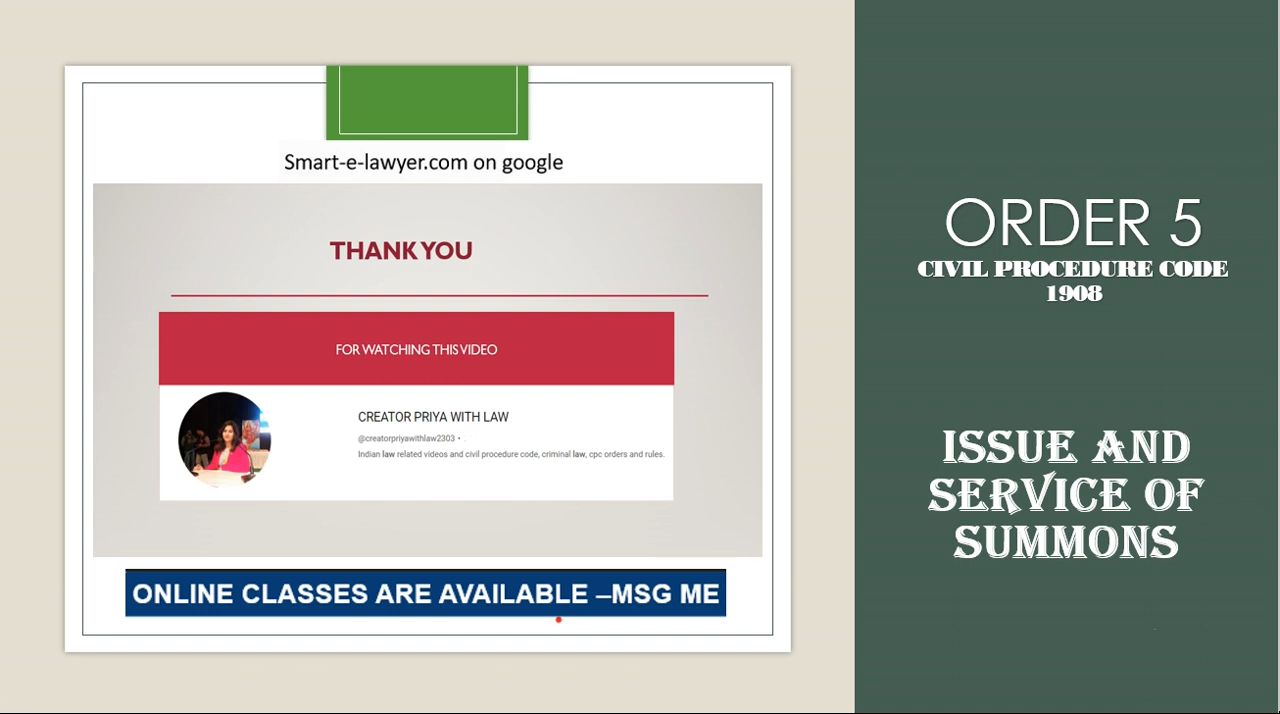 Smart-e-lawyer.com on google
THANK YOU
FOR WATCHING THIS VIDEO
CREATOR PRIYA WITH LAW
@creatorpriyawithlaw2303 •
Indian law related videos and civil procedure code, criminal law, cpc orders and rules.
ONLINE CLASSES ARE AVAILABLE –MSG ME
ORDER 5
CIVIL PROCEDURE CODE
1908
ISSUE AND
SERVICE OF
SUMMONS